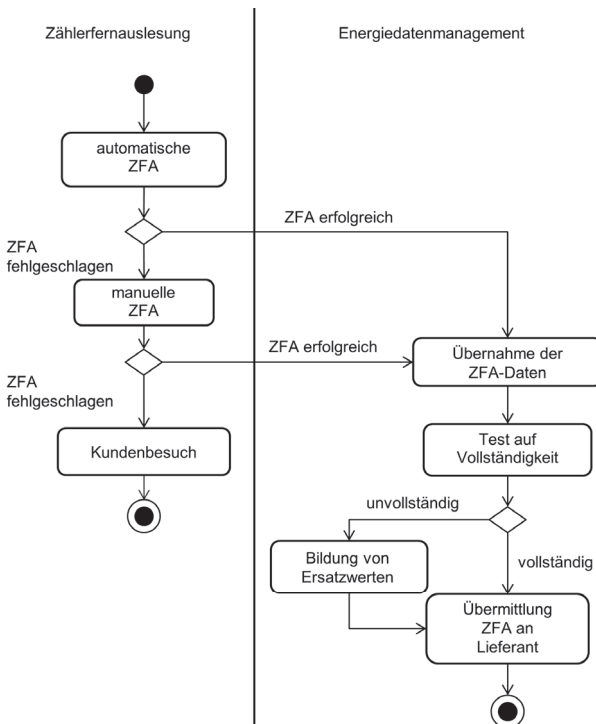 Zählerfernauslesung
Energiedatenmanagement
automatische
ZFA
ZFA erfolgreich
ZFA
fehlgeschlagen
manuelle
ZFA
ZFA erfolgreich
Übernahme der
ZFA-Daten
ZFA
fehlgeschlagen
Kundenbesuch
Test auf
Vollständigkeit
unvollständig
Bildung von
Ersatzwerten
vollständig
Übermittlung
ZFA an
Lieferant